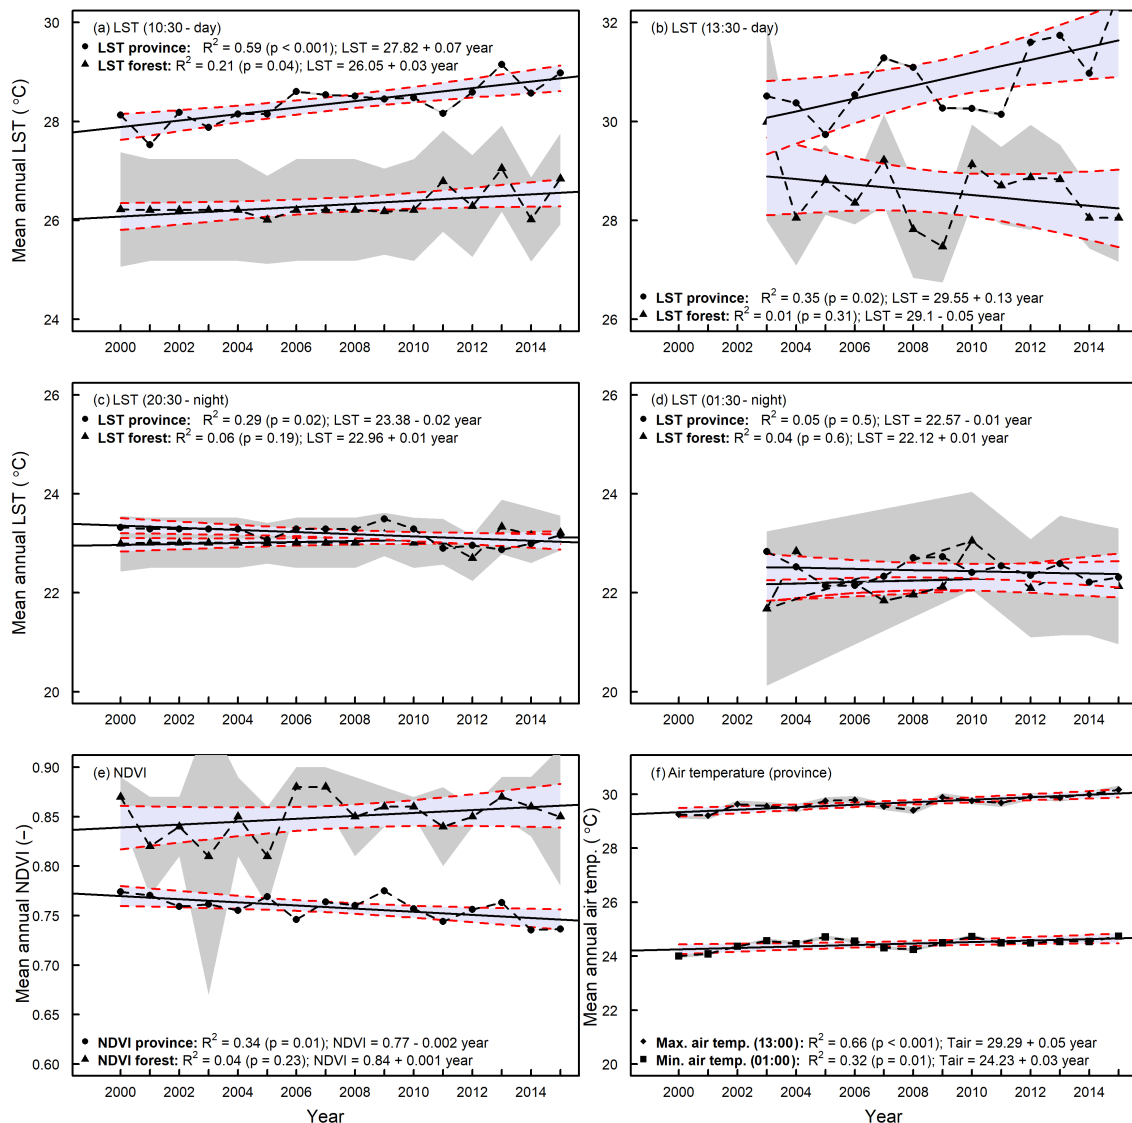 (a) LST (10:30 - day)
LST province: R² = 0.59 (p < 0.001); LST = 27.82 + 0.07 year
LST forest: R² = 0.21 (p = 0.04); LST = 26.05 + 0.03 year
Mean annual LST (°C)
30
28
26
24
2000 2002 2004 2006 2008 2010 2012 2014
(b) LST (13:30 - day)
32
30
28
26
LST province: R² = 0.35 (p = 0.02); LST = 29.55 + 0.13 year
LST forest: R² = 0.01 (p = 0.31); LST = 29.1 - 0.05 year
2000 2002 2004 2006 2008 2010 2012 2014
(c) LST (20:30 - night)
LST province: R² = 0.29 (p = 0.02); LST = 23.38 - 0.02 year
LST forest: R² = 0.06 (p = 0.19); LST = 22.96 + 0.01 year
Mean annual LST (°C)
26
24
22
20
2000 2002 2004 2006 2008 2010 2012 2014
(d) LST (01:30 - night)
LST province: R² = 0.05 (p = 0.5); LST = 22.57 - 0.01 year
LST forest: R² = 0.04 (p = 0.6); LST = 22.12 + 0.01 year
26
24
22
20
2000 2002 2004 2006 2008 2010 2012 2014
(e) NDVI
Mean annual NDVI (−)
0.90
0.85
0.80
0.75
0.70
0.65
0.60
NDVI province: R² = 0.34 (p = 0.01); NDVI = 0.77 - 0.002 year
NDVI forest: R² = 0.04 (p = 0.23); NDVI = 0.84 + 0.001 year
2000 2002 2004 2006 2008 2010 2012 2014
Year
(f) Air temperature (province)
Mean annual air temp. (°C)
30
28
26
24
22
20
Max. air temp. (13:00): R² = 0.66 (p < 0.001); Tair = 29.29 + 0.05 year
Min. air temp. (01:00): R² = 0.32 (p = 0.01); Tair = 24.23 + 0.03 year
2000 2002 2004 2006 2008 2010 2012 2014
Year